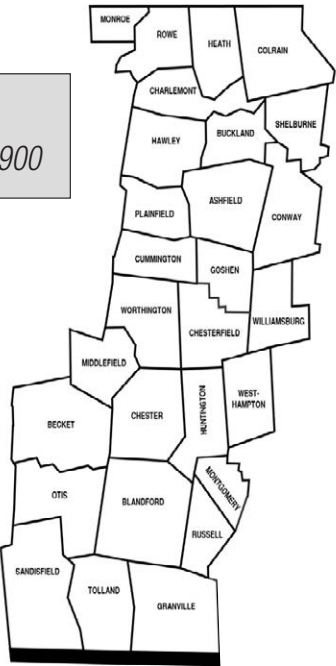 MONROE
ROWE
HEATH
COLRAIN
900
CHARLEMONT
SHELBURNE
BUCKLAND
HAWLEY
ASHFIELD
PLAINFIELD
CONWAY
CUMMINGTON
GOSHEN
WORTHINGTON
WILLIAMSBURG
CHESTERFIELD
MIDDLEFIELD
WEST-
HAMPTON
HUNTINGTON
BECKET
CHESTER
MONTGOMERY
OTIS
BLANDFORD
RUSSELL
SANDISFIELD
TOLLAND
GRANVILLE